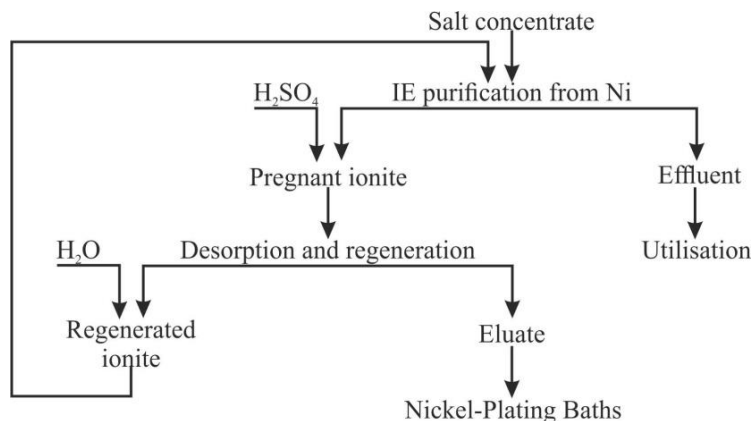 Salt concentrate
H₂SO₄
IE purification from Ni
Pregnant ionite
Effluent
H₂O
Desorption and regeneration
Utilisation
Regenerated
ionite
Eluate
Nickel-Plating Baths